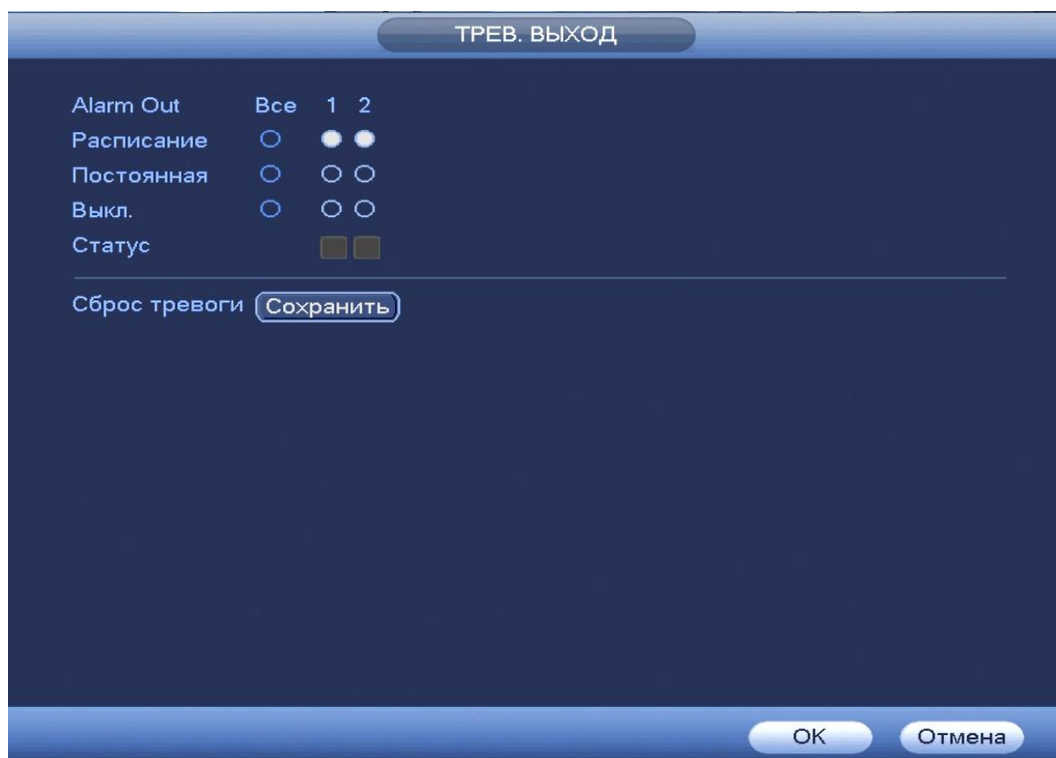 ТРЕВ. ВЫХОД
Alarm Out Все 1 2
Расписание
Постоянная
Выкл.
Статус
Сброс тревоги Сохранить
OK Отмена